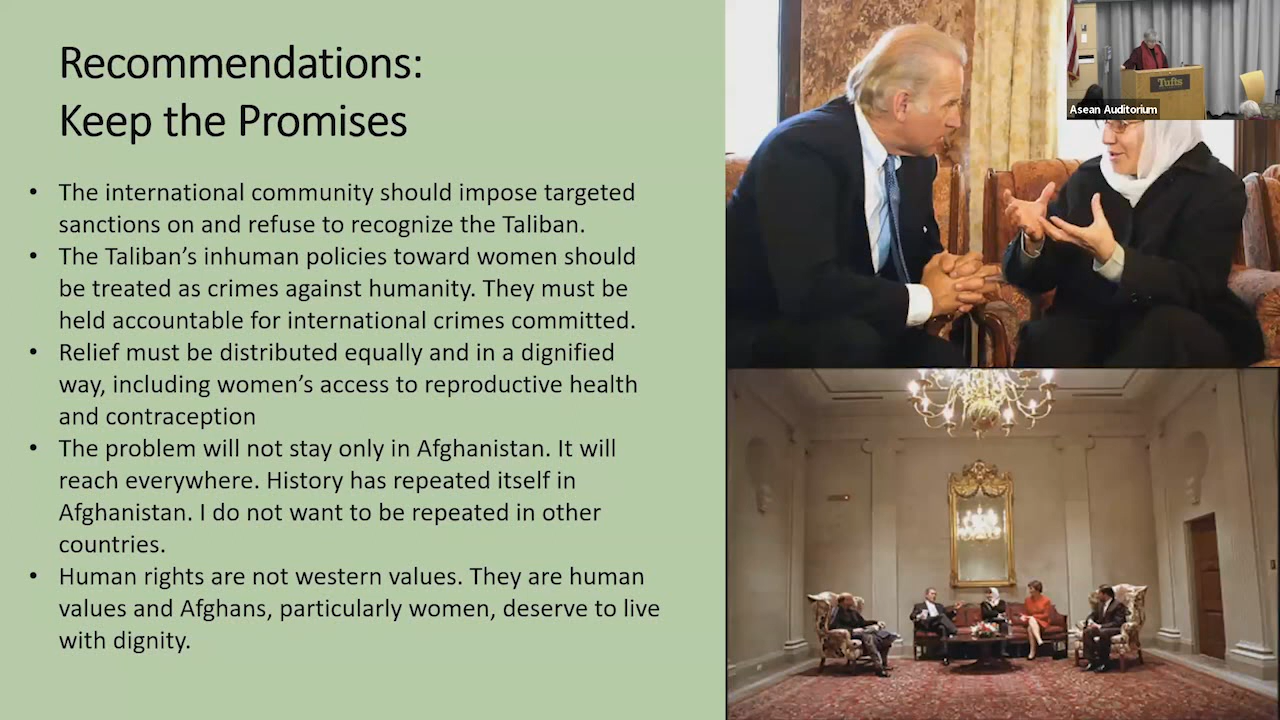 Recommendations:
Keep the Promises
• The international community should impose targeted
sanctions on and refuse to recognize the Taliban.
• The Taliban’s inhuman policies toward women should
be treated as crimes against humanity. They must be
held accountable for international crimes committed.
• Relief must be distributed equally and in a dignified
way, including women’s access to reproductive health
and contraception
• The problem will not stay only in Afghanistan. It will
reach everywhere. History has repeated itself in
Afghanistan. I do not want to be repeated in other
countries.
• Human rights are not western values. They are human
values and Afghans, particularly women, deserve to live
with dignity.
Tufts
Asean Auditorium